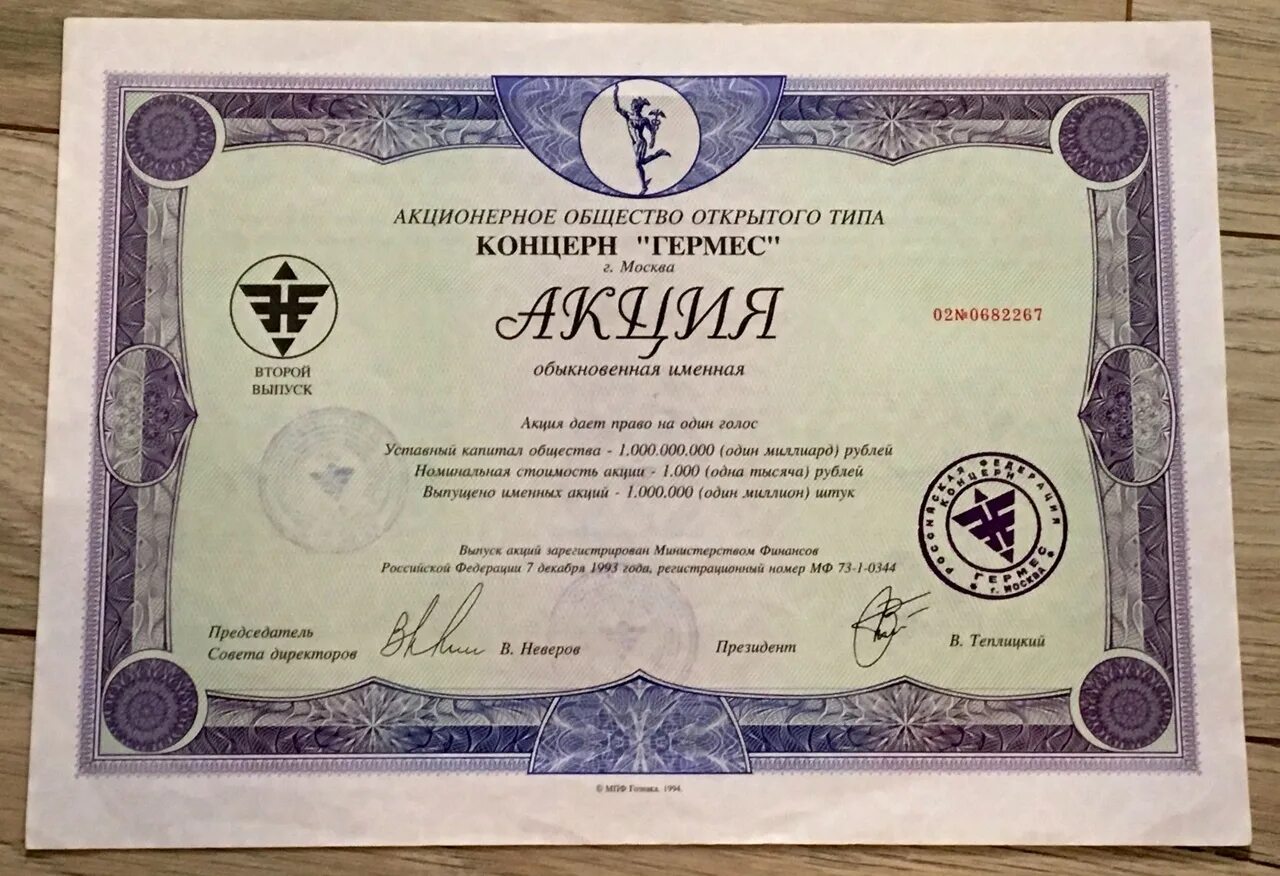 АКЦИОНЕРНОЕ ОБЩЕСТВО ОТКРЫТОГО ТИПА
КОНЦЕРН "ГЕРМЕС"
г. Москва
АКЦИЯ
02№0682267
обыкновенная именная
ВТОРОЙ
ВЫПУСК
Акция дает право на один голос
Уставный капитал общества - 1.000.000.000 (один миллиард) рублей
Номинальная стоимость акции - 1.000 (одна тысяча) рублей
Выпущено именных акций - 1.000.000 (один миллион) штук
РОССИЙСКАЯ ФЕДЕРАЦИЯ
КОНЦЕРН
ГЕРМЕС
г. МОСКВА
Выпуск акций зарегистрирован Министерством Финансов
Российской Федерации 7 декабря 1993 года, регистрационный номер МФ 73-1-0344
Председатель
Совета директоров
В. Неверов
Президент
В. Теплицкий
© МПФ Гознака. 1994.